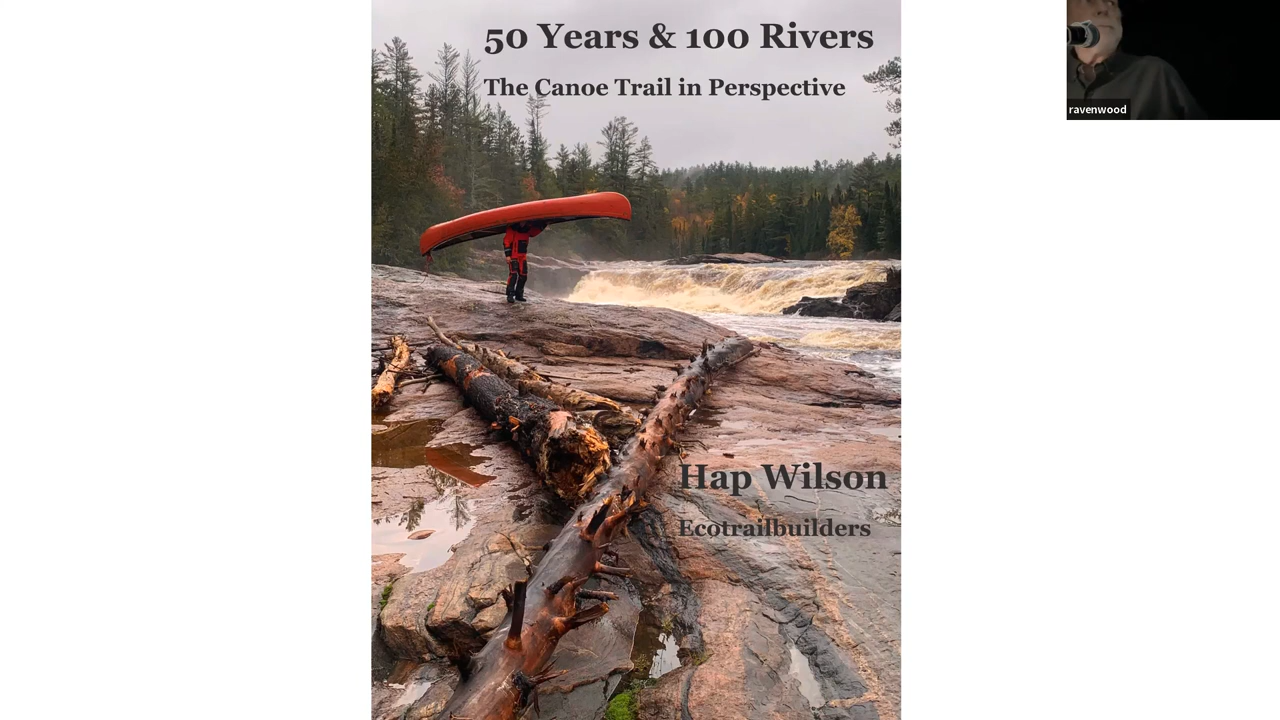 50 Years & 100 Rivers
The Canoe Trail in Perspective
Hap Wilson
Ecotrailbuilders
ravenwood